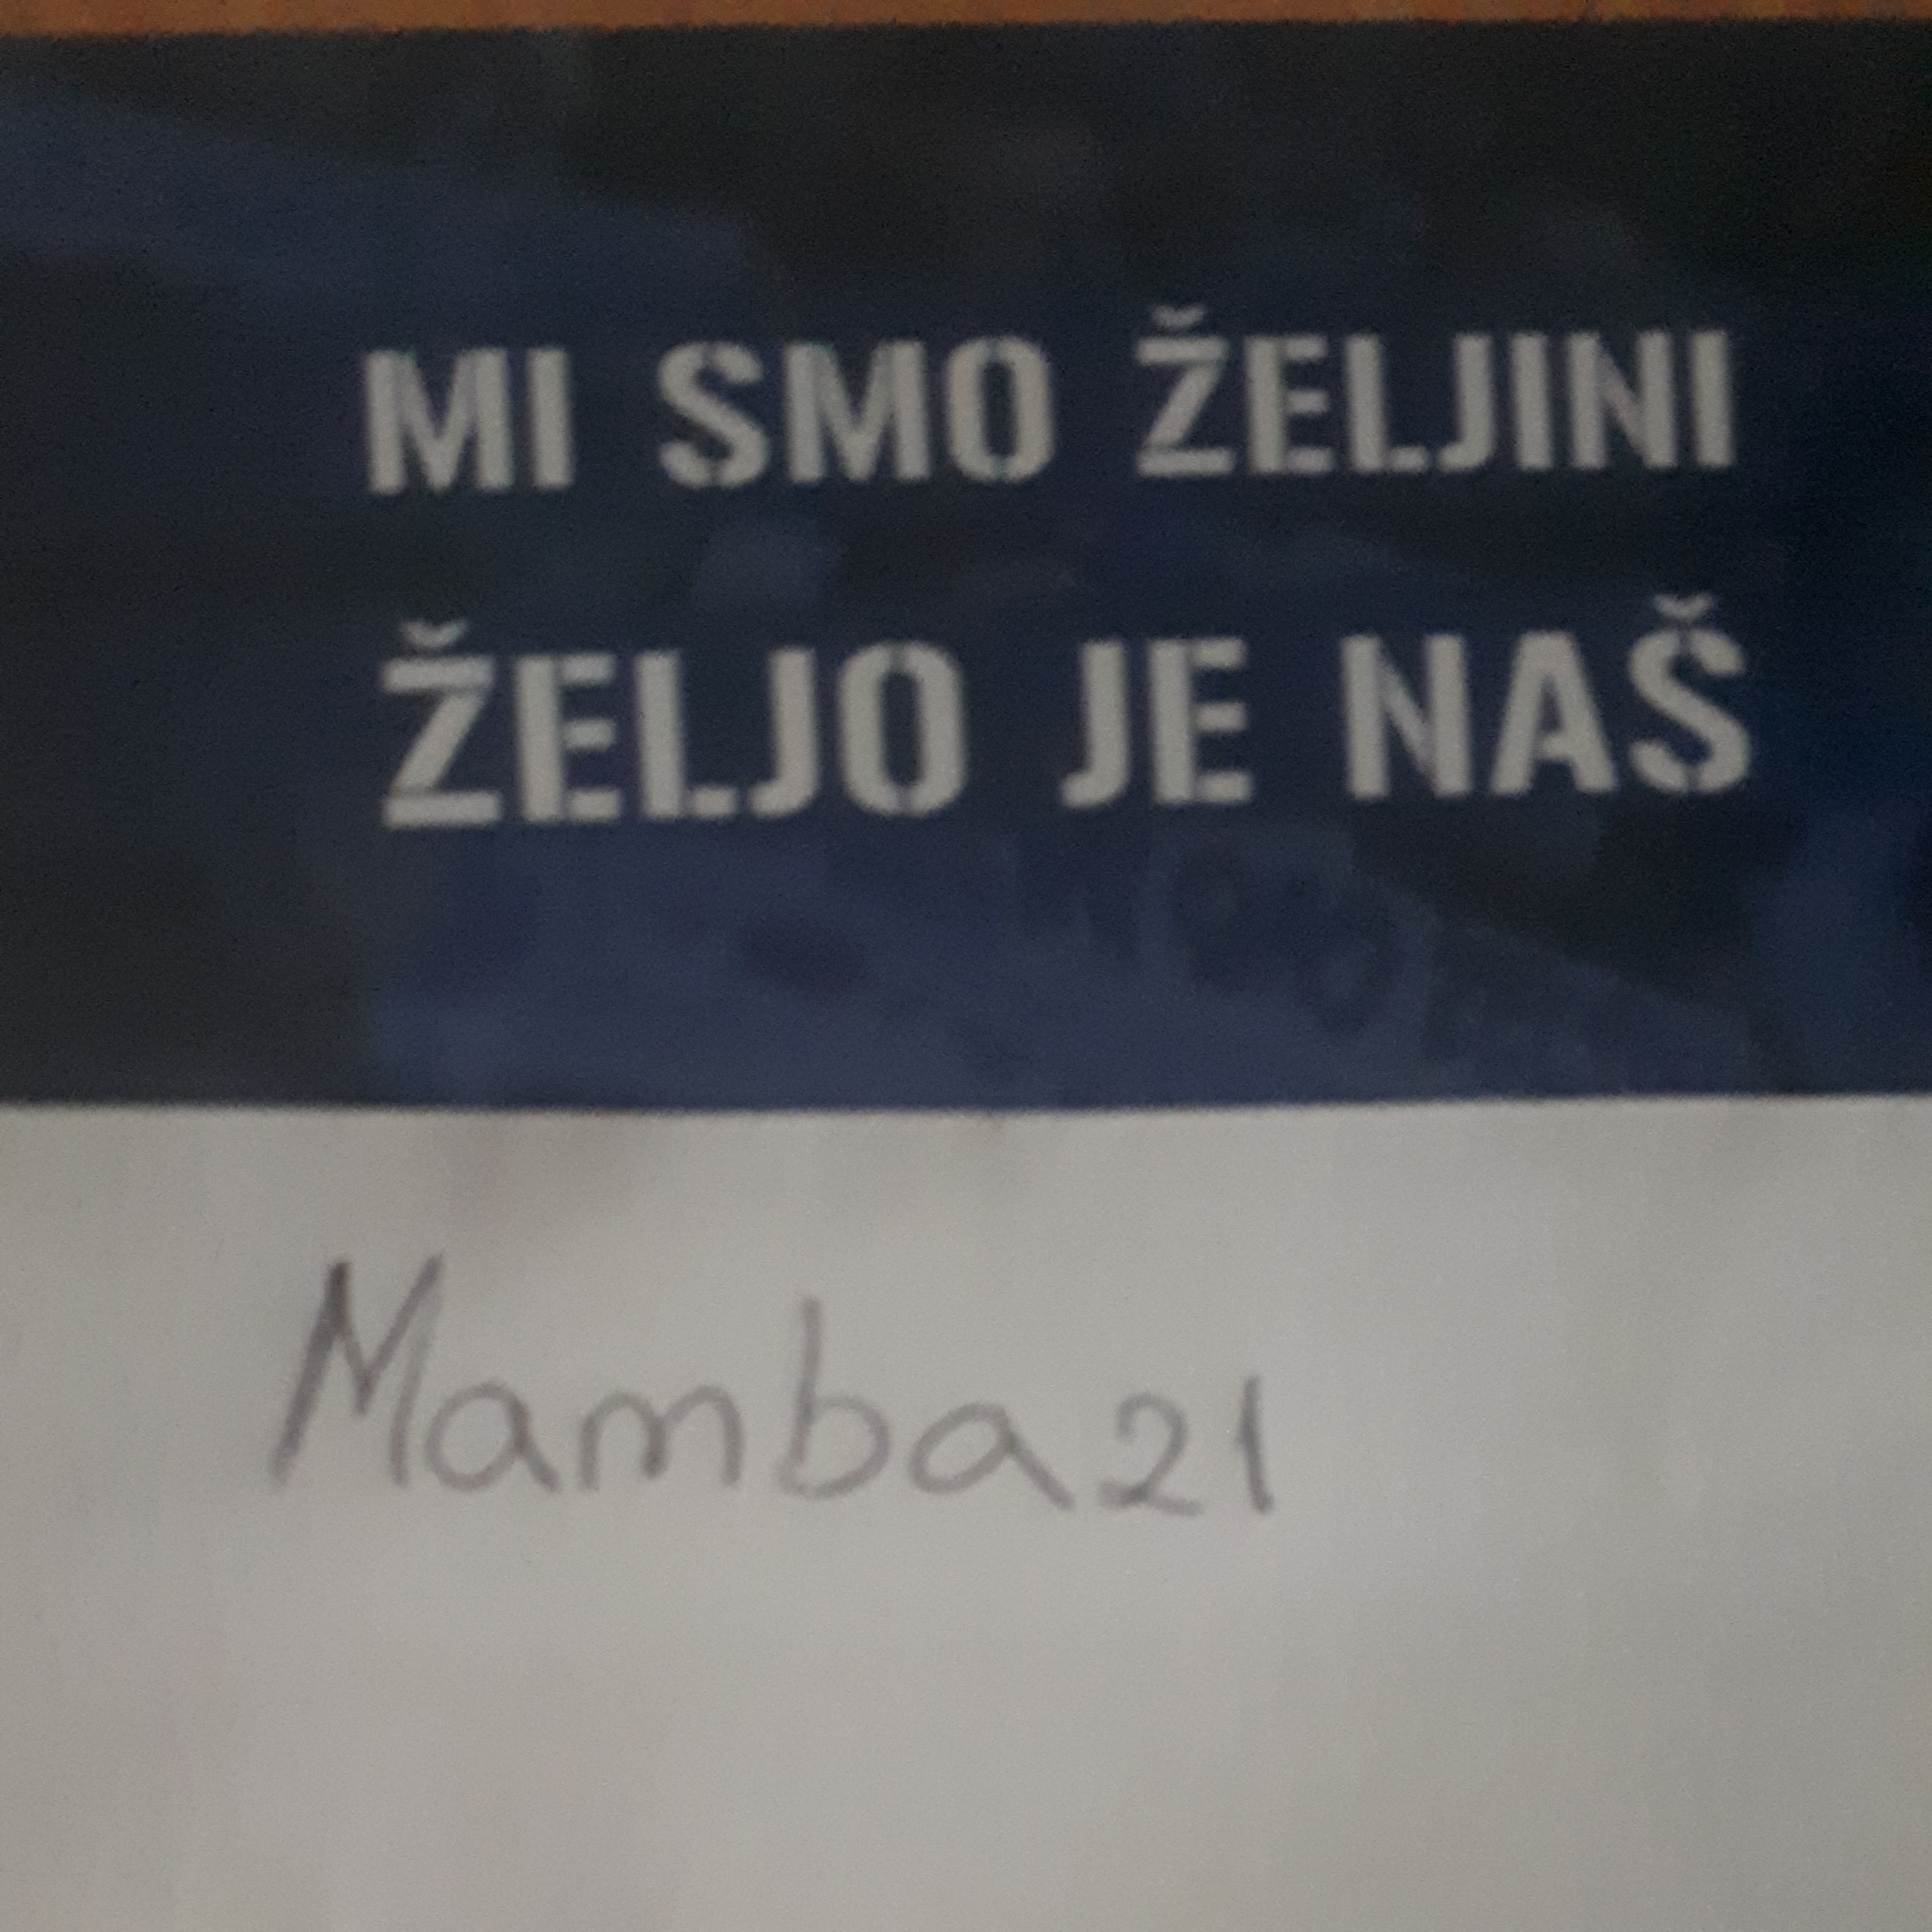 MI SMO ŽELJINI
ŽELJO JE NAŠ
Mamba21